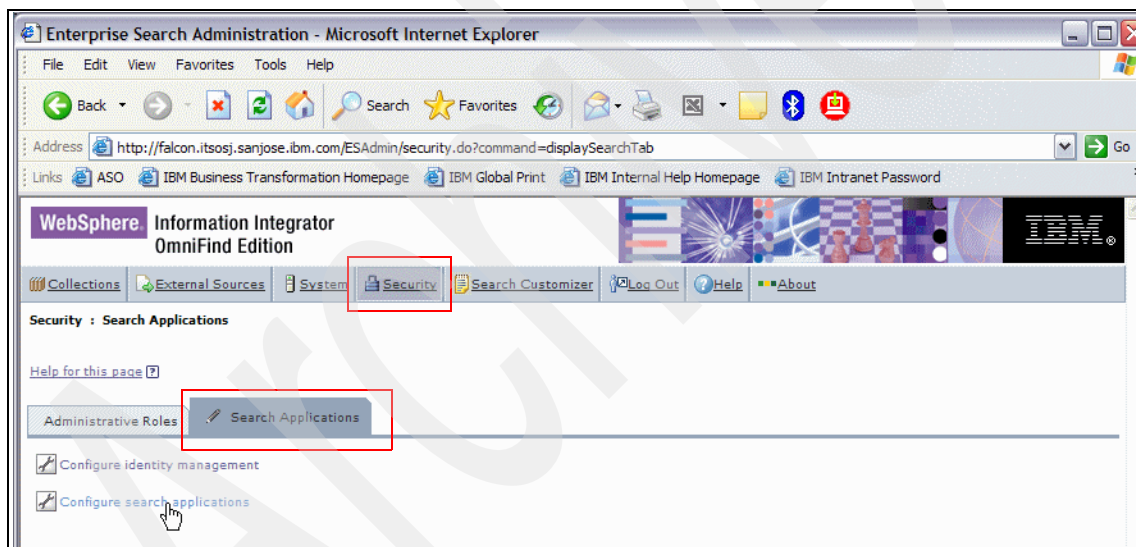 Enterprise Search Administration - Microsoft Internet Explorer
File Edit View Favorites Tools Help
Back Search Favorites
Address http://falcon.itsosj.sanjose.ibm.com/ESAdmin/security.do?command=displaySearchTab Go
Links ASO IBM Business Transformation Homepage IBM Global Print IBM Internal Help Homepage IBM Intranet Password
WebSphere. Information Integrator
OmniFind Edition
IBM®
Collections External Sources System Security Search Customizer Log Out Help About
Security : Search Applications
Help for this page ?
Administrative Roles Search Applications
Configure identity management
Configure search applications